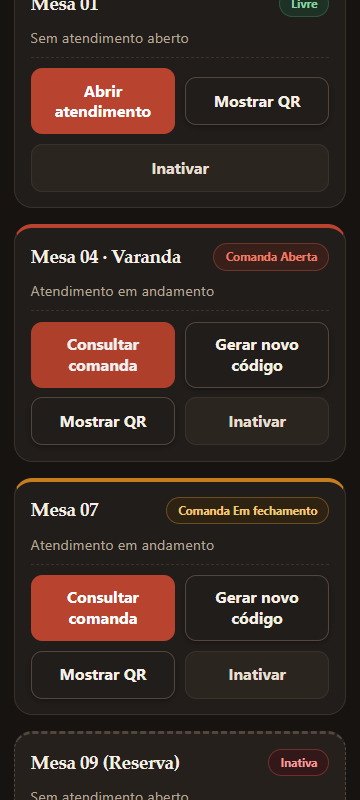 Mesa 01
Livre
Sem atendimento aberto
Abrir
atendimento
Mostrar QR
Inativar
Mesa 04 · Varanda
Comanda Aberta
Atendimento em andamento
Consultar
comanda
Gerar novo
código
Mostrar QR
Inativar
Mesa 07
Comanda Em fechamento
Atendimento em andamento
Consultar
comanda
Gerar novo
código
Mostrar QR
Inativar
Mesa 09 (Reserva)
Inativa
Sem atendimento aberto